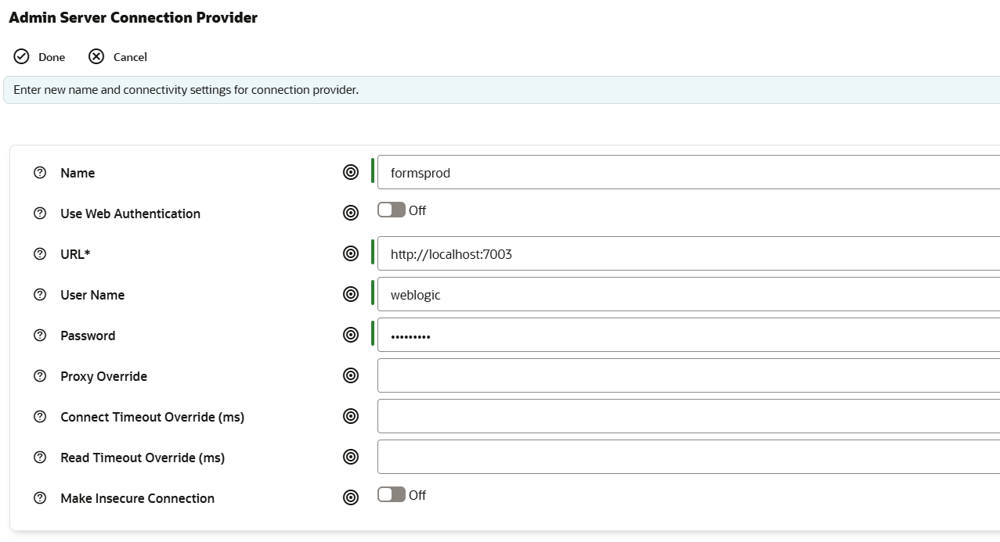 Admin Server Connection Provider
Done Cancel
Enter new name and connectivity settings for connection provider.
Name formsprod
Use Web Authentication Off
URL* http://localhost:7003
User Name weblogic
Password •••••••••
Proxy Override
Connect Timeout Override (ms)
Read Timeout Override (ms)
Make Insecure Connection Off